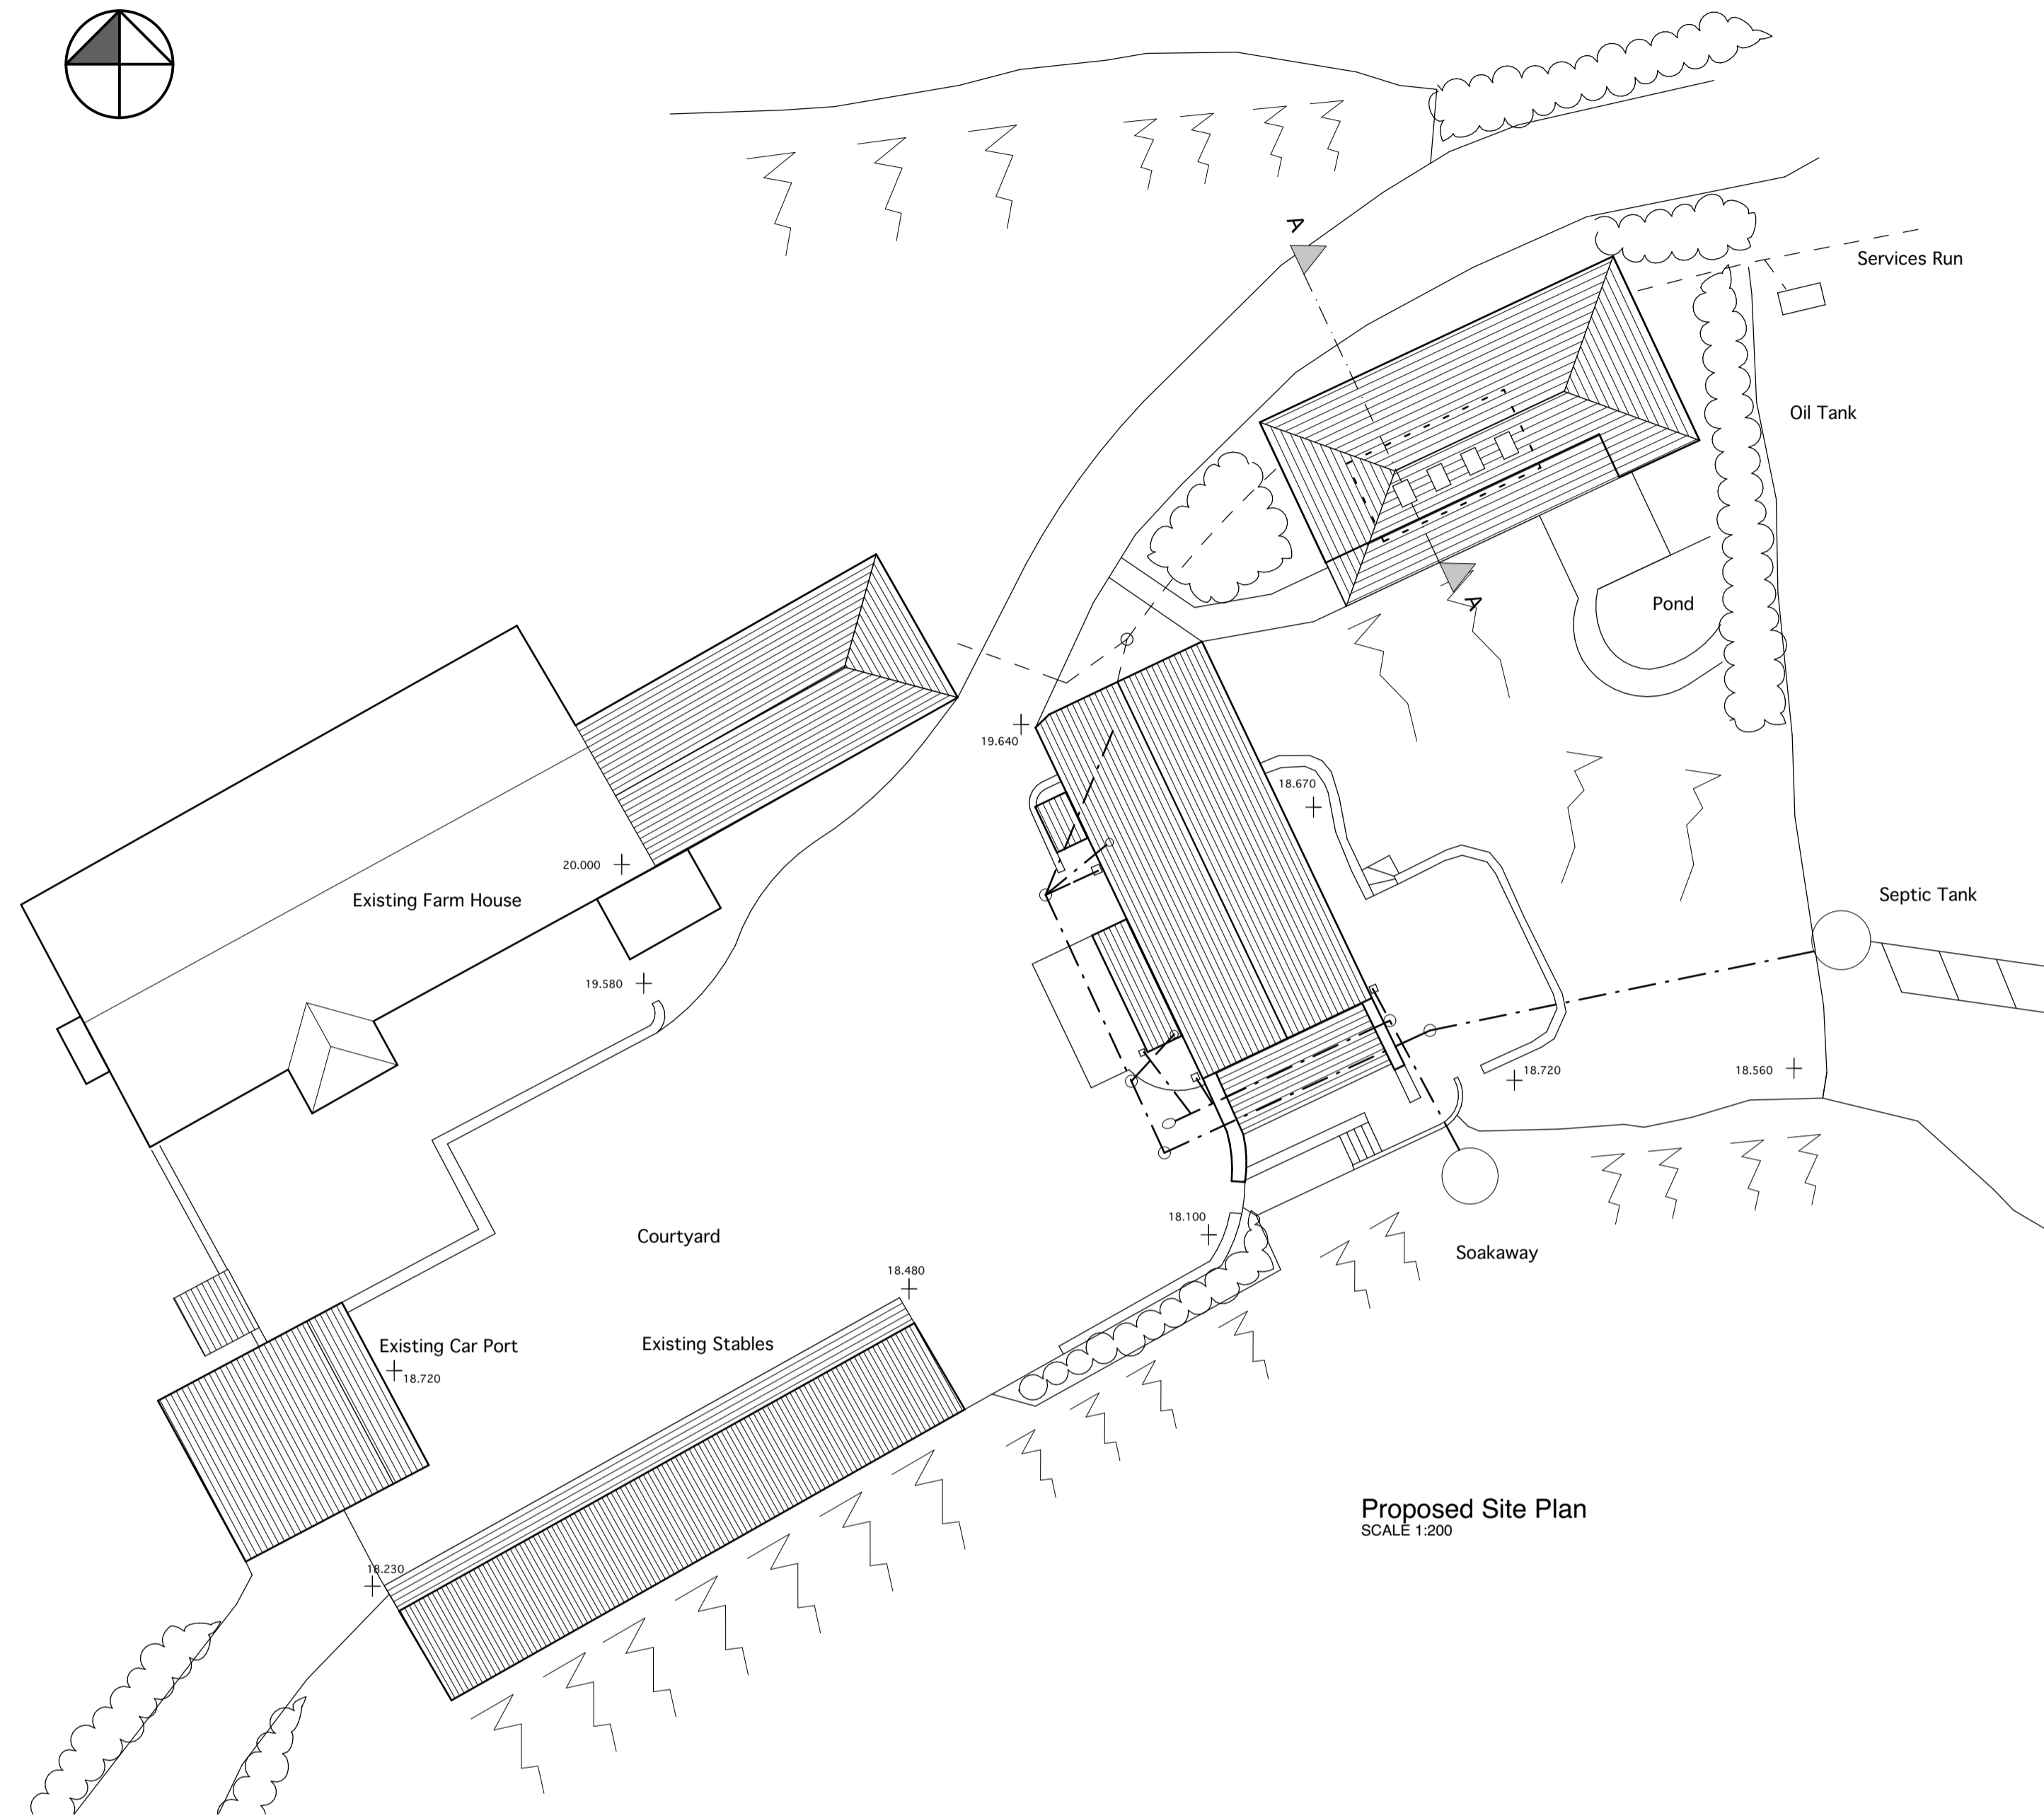 A
Services Run
Oil Tank
A
Pond
19.640
18.670
20.000
Existing Farm House
Septic Tank
19.580
18.720
18.560
18.100
Courtyard
Soakaway
18.480
Existing Car Port
Existing Stables
18.720
18.230
Proposed Site Plan
SCALE 1:200